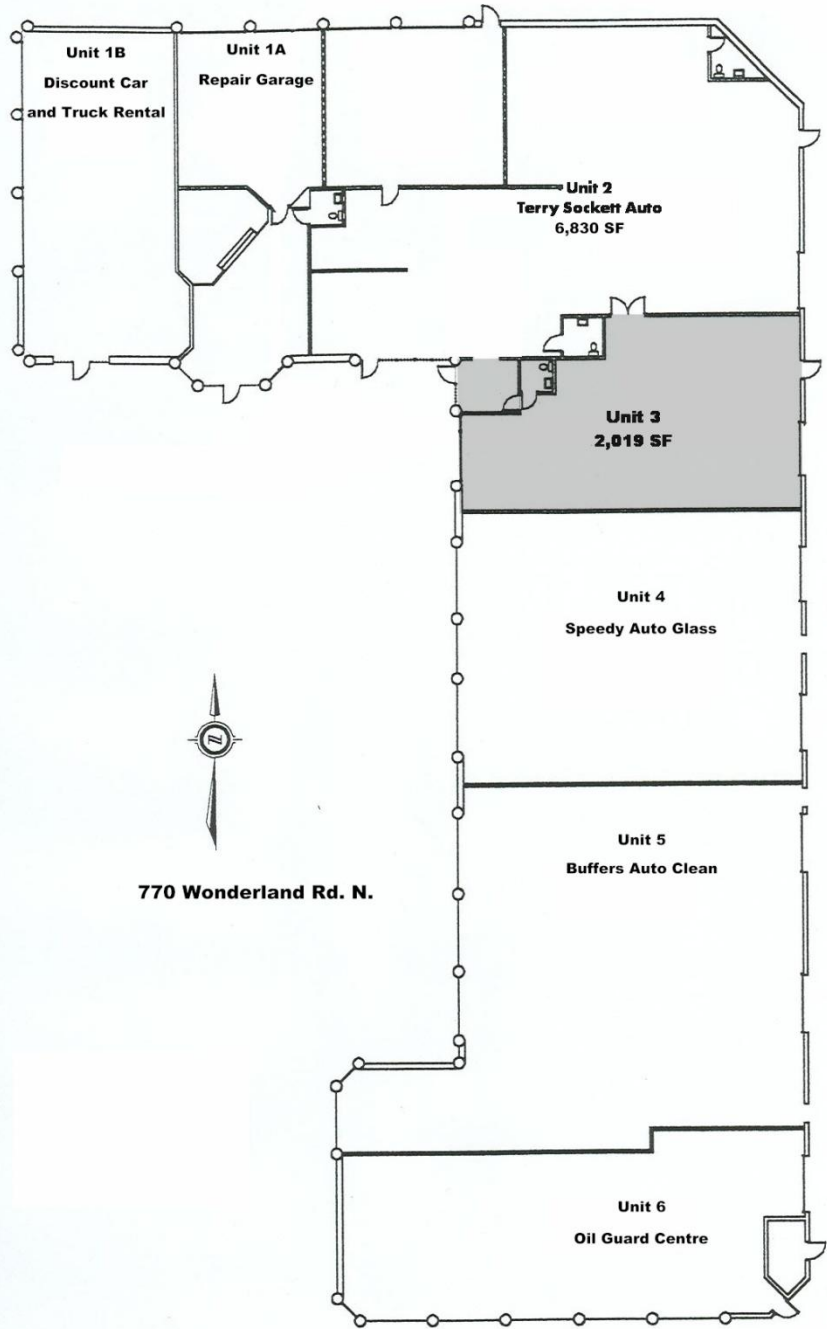 Unit 1B
Discount Car
and Truck Rental
Unit 1A
Repair Garage
Unit 2
Terry Sockett Auto
6,830 SF
Unit 3
2,019 SF
Unit 4
Speedy Auto Glass
N
770 Wonderland Rd. N.
Unit 5
Buffers Auto Clean
Unit 6
Oil Guard Centre